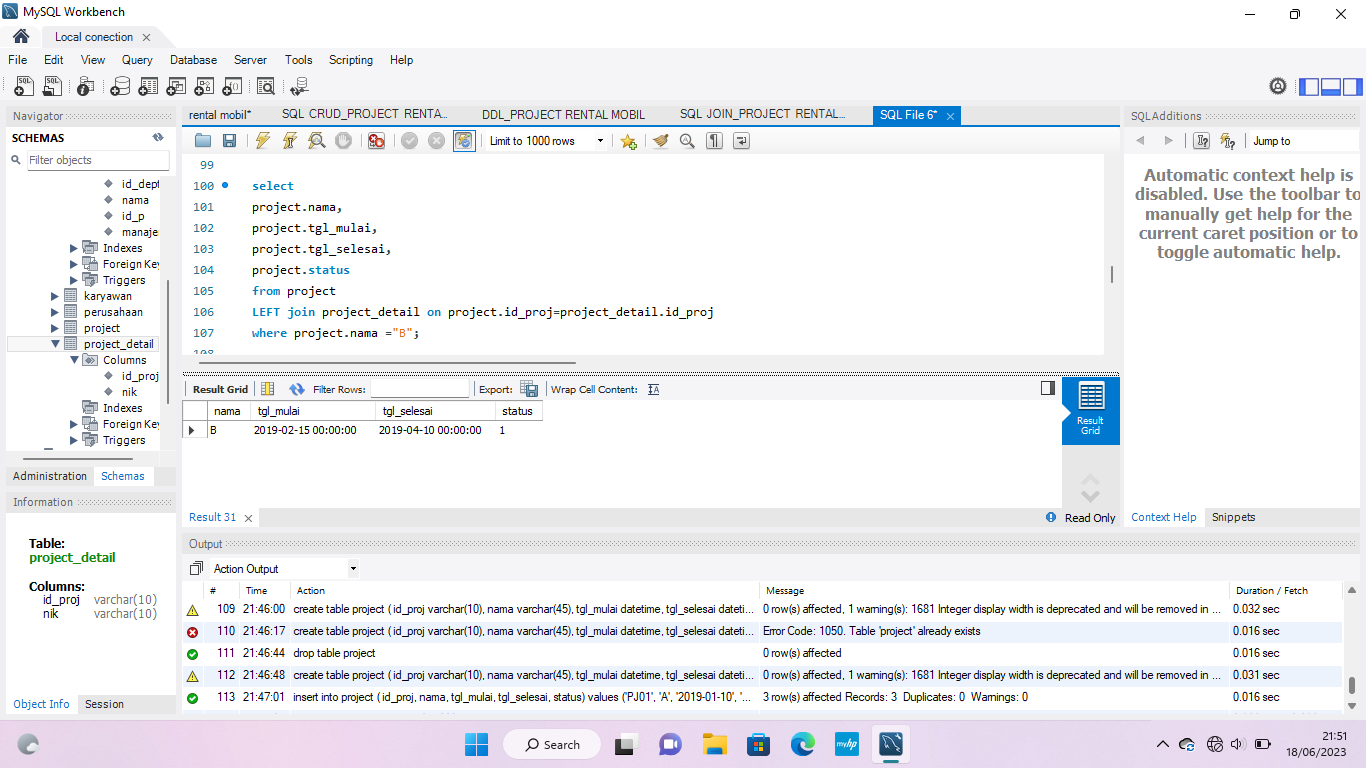 MySQL Workbench
Local conection
File Edit View Query Database Server Tools Scripting Help
Navigator
SCHEMAS
Filter objects
id_dept
nama
id_p
manaje
Indexes
Foreign Key
Triggers
karyawan
perusahaan
project
project_detail
Columns
id_proj
nik
Indexes
Foreign Key
Triggers
Administration Schemas
Information
Table:
project_detail
Columns:
id_proj varchar(10)
nik varchar(10)
Object Info Session
rental mobil* SQL CRUD_PROJECT RENTA... DDL_PROJECT RENTAL MOBIL SQL JOIN_PROJECT RENTAL... SQL File 6*
Limit to 1000 rows
99
100 select
101 project.nama,
102 project.tgl_mulai,
103 project.tgl_selesai,
104 project.status
105 from project
106 LEFT join project_detail on project.id_proj=project_detail.id_proj
107 where project.nama ="B";
108
Result Grid Filter Rows: Export: Wrap Cell Content:
nama tgl_mulai tgl_selesai status
B 2019-02-15 00:00:00 2019-04-10 00:00:00 1
Result Grid
Result 31 Read Only
SQLAdditions
Jump to
Automatic context help is
disabled. Use the toolbar to
manually get help for the
current caret position or to
toggle automatic help.
Context Help Snippets
Output
Action Output
# Time Action Message Duration / Fetch
109 21:46:00 create table project ( id_proj varchar(10), nama varchar(45), tgl_mulai datetime, tgl_selesai dateti... 0 row(s) affected, 1 warning(s): 1681 Integer display width is deprecated and will be removed in ... 0.032 sec
110 21:46:17 create table project ( id_proj varchar(10), nama varchar(45), tgl_mulai datetime, tgl_selesai dateti... Error Code: 1050. Table 'project' already exists 0.016 sec
111 21:46:44 drop table project 0 row(s) affected 0.016 sec
112 21:46:48 create table project ( id_proj varchar(10), nama varchar(45), tgl_mulai datetime, tgl_selesai dateti... 0 row(s) affected, 1 warning(s): 1681 Integer display width is deprecated and will be removed in ... 0.031 sec
113 21:47:01 insert into project ( id_proj, nama, tgl_mulai, tgl_selesai, status) values ('PJ01', 'A', '2019-01-10', '... 3 row(s) affected Records: 3 Duplicates: 0 Warnings: 0 0.016 sec
Search
myhp
21:51
18/06/2023